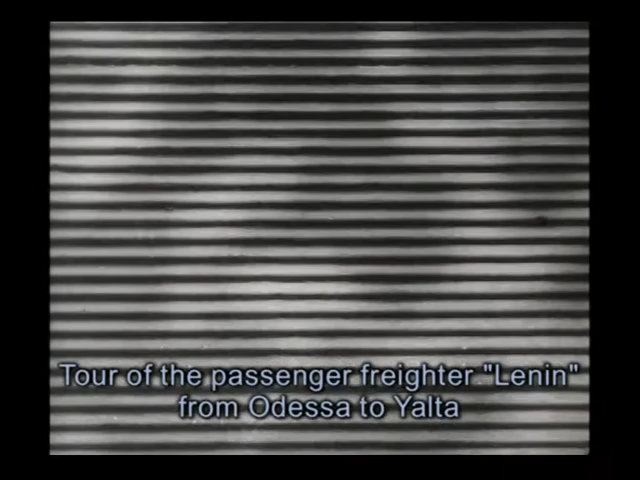 Tour of the passenger freighter "Lenin"
from Odessa to Yalta